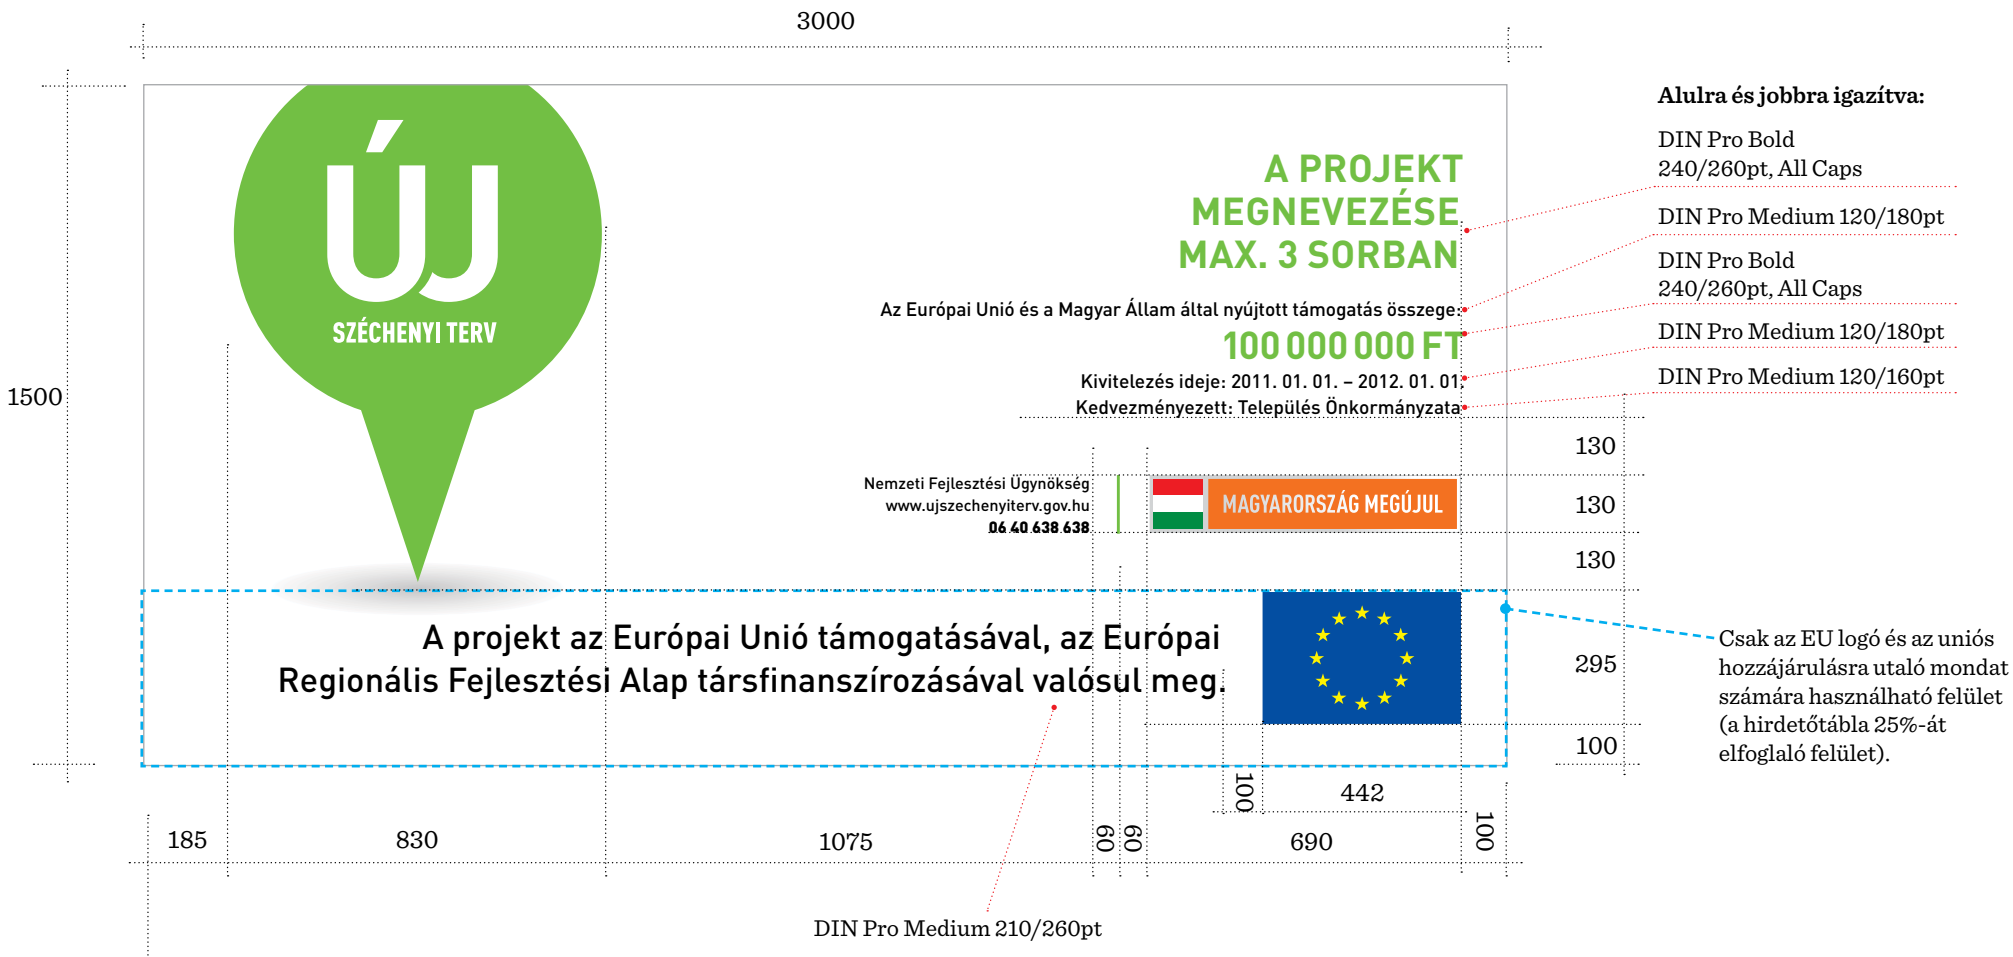 3000
1500
ÚJ
SZÉCHENYI TERV
A PROJEKT
MEGNEVEZÉSE
MAX. 3 SORBAN
Az Európai Unió és a Magyar Állam által nyújtott támogatás összege:
100 000 000 FT
Kivitelezés ideje: 2011. 01. 01. – 2012. 01. 01.
Kedvezményezett: Település Önkormányzata
Nemzeti Fejlesztési Ügynökség
www.ujszechenyiterv.gov.hu
06 40 638 638
MAGYARORSZÁG MEGÚJUL
A projekt az Európai Unió támogatásával, az Európai
Regionális Fejlesztési Alap társfinanszírozásával valósul meg.
Alulra és jobbra igazítva:
DIN Pro Bold
240/260pt, All Caps
DIN Pro Medium 120/180pt
DIN Pro Bold
240/260pt, All Caps
DIN Pro Medium 120/180pt
DIN Pro Medium 120/160pt
130
130
130
295
100
Csak az EU logó és az uniós
hozzájárulásra utaló mondat
számára használható felület
(a hirdetőtábla 25%-át
elfoglaló felület).
100
442
185
830
1075
60
60
690
100
DIN Pro Medium 210/260pt